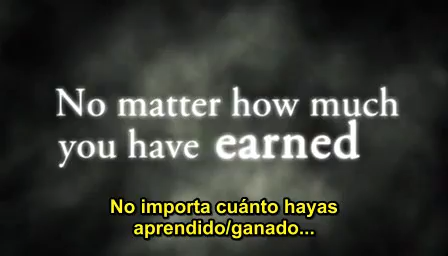 No matter how much
you have earned
No importa cuánto hayas
aprendido/ganado...